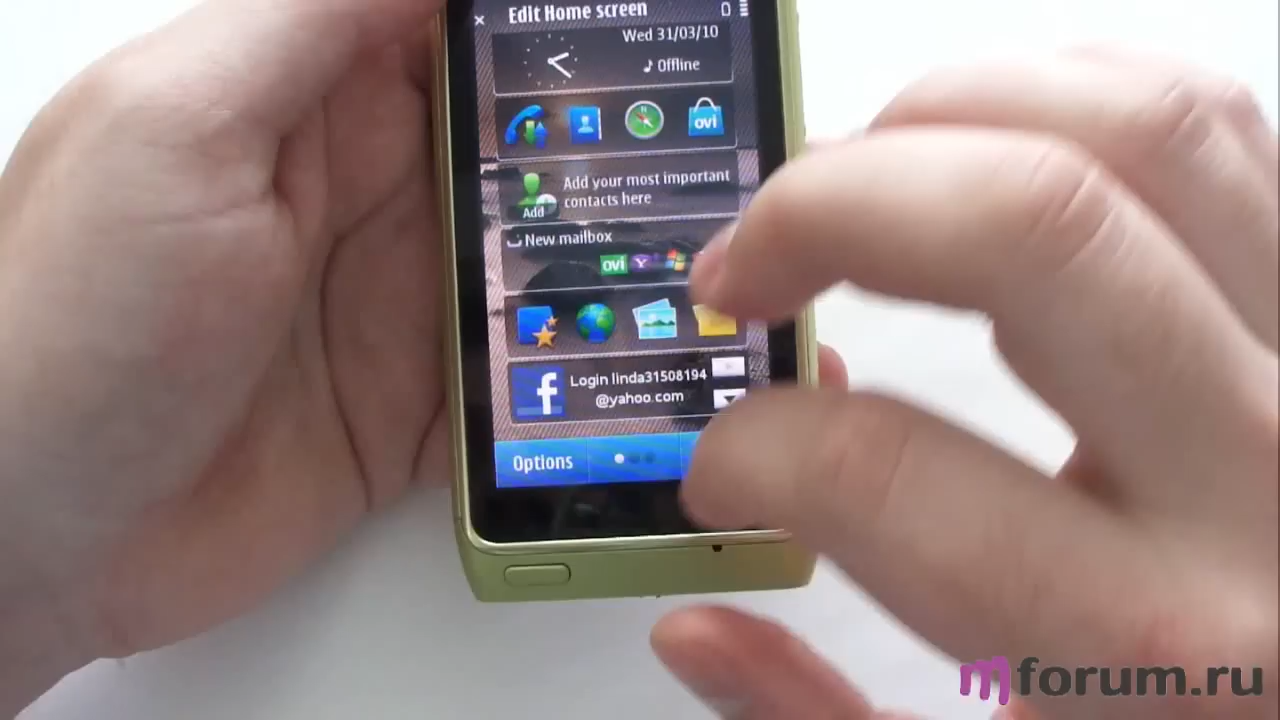 × Edit Home screen
Wed 31/03/10
Offline
ovi
Add your most important
contacts here
Add
New mailbox
ovi Y
f
Login linda31508194
@yahoo.com
Options
mforum.ru